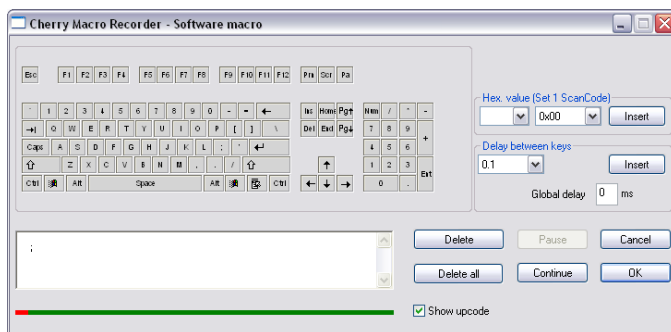 Cherry Macro Recorder - Software macro
Esc F1 F2 F3 F4 F5 F6 F7 F8 F9 F10 F11 F12 Prn Scr Pa
` 1 2 3 4 5 6 7 8 9 0 - = ← Ins Home Pg↑ Num / * -
→| Q W E R T Y U I O P [ ] \ Del End Pg↓ 7 8 9 +
Caps A S D F G H J K L ; ' ↵ 4 5 6
⇧ Z X C V B N M , . / ⇧ ↑ 1 2 3 Ent
Ctrl Alt Space Alt Ctrl ← ↓ → 0 .
Hex. value (Set 1 ScanCode)
0x00 Insert
Delay between keys
0.1 Insert
Global delay 0 ms
;
Delete Pause Cancel
Delete all Continue OK
Show upcode